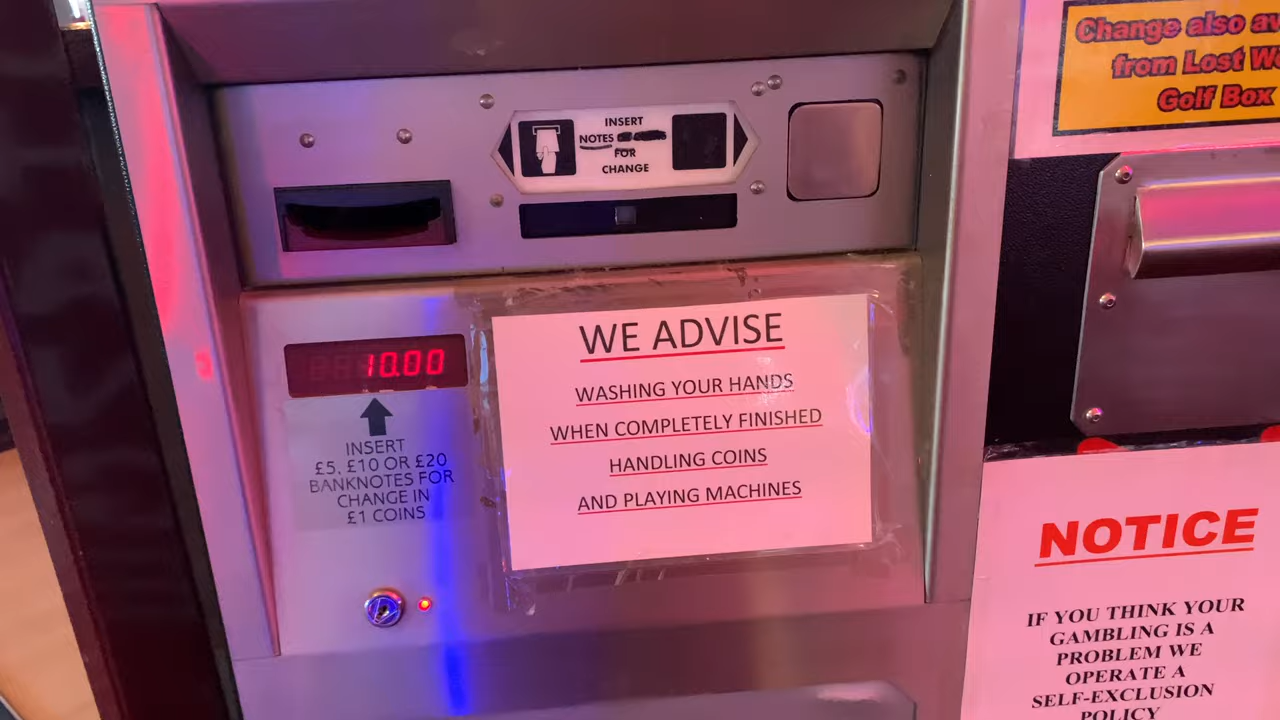 INSERT
NOTES
FOR
CHANGE
10.00
INSERT
£5, £10 OR £20
BANKNOTES FOR
CHANGE IN
£1 COINS
WE ADVISE
WASHING YOUR HANDS
WHEN COMPLETELY FINISHED
HANDLING COINS
AND PLAYING MACHINES
Change also av
from Lost W
Golf Box
NOTICE
IF YOU THINK YOUR
GAMBLING IS A
PROBLEM WE
OPERATE A
SELF-EXCLUSION
POLICY